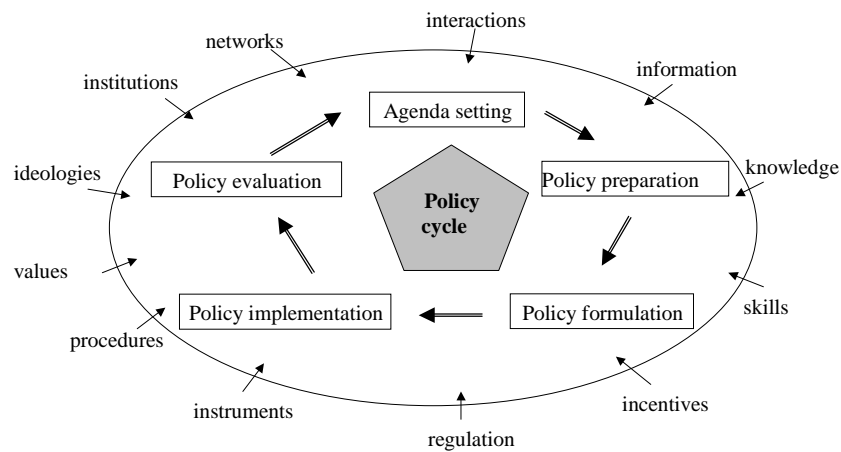 interactions
networks
information
institutions
Agenda setting
ideologies
Policy evaluation
Policy preparation
knowledge
Policy
cycle
values
Policy implementation
Policy formulation
skills
procedures
instruments
incentives
regulation